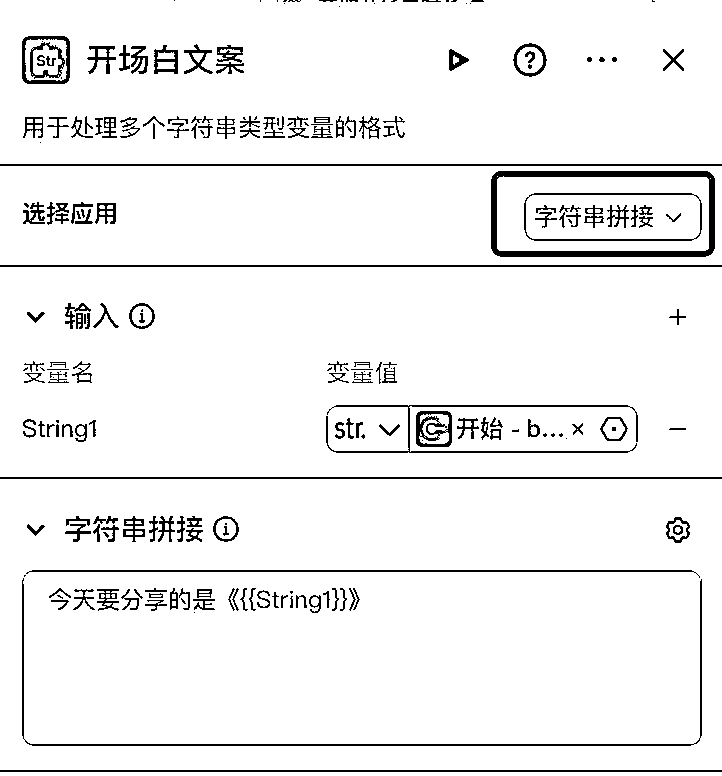 Str 开场白文案
用于处理多个字符串类型变量的格式
选择应用 字符串拼接
输入
变量名 变量值
String1 str. 开始 - b... ×
字符串拼接
今天要分享的是《{{String1}}》